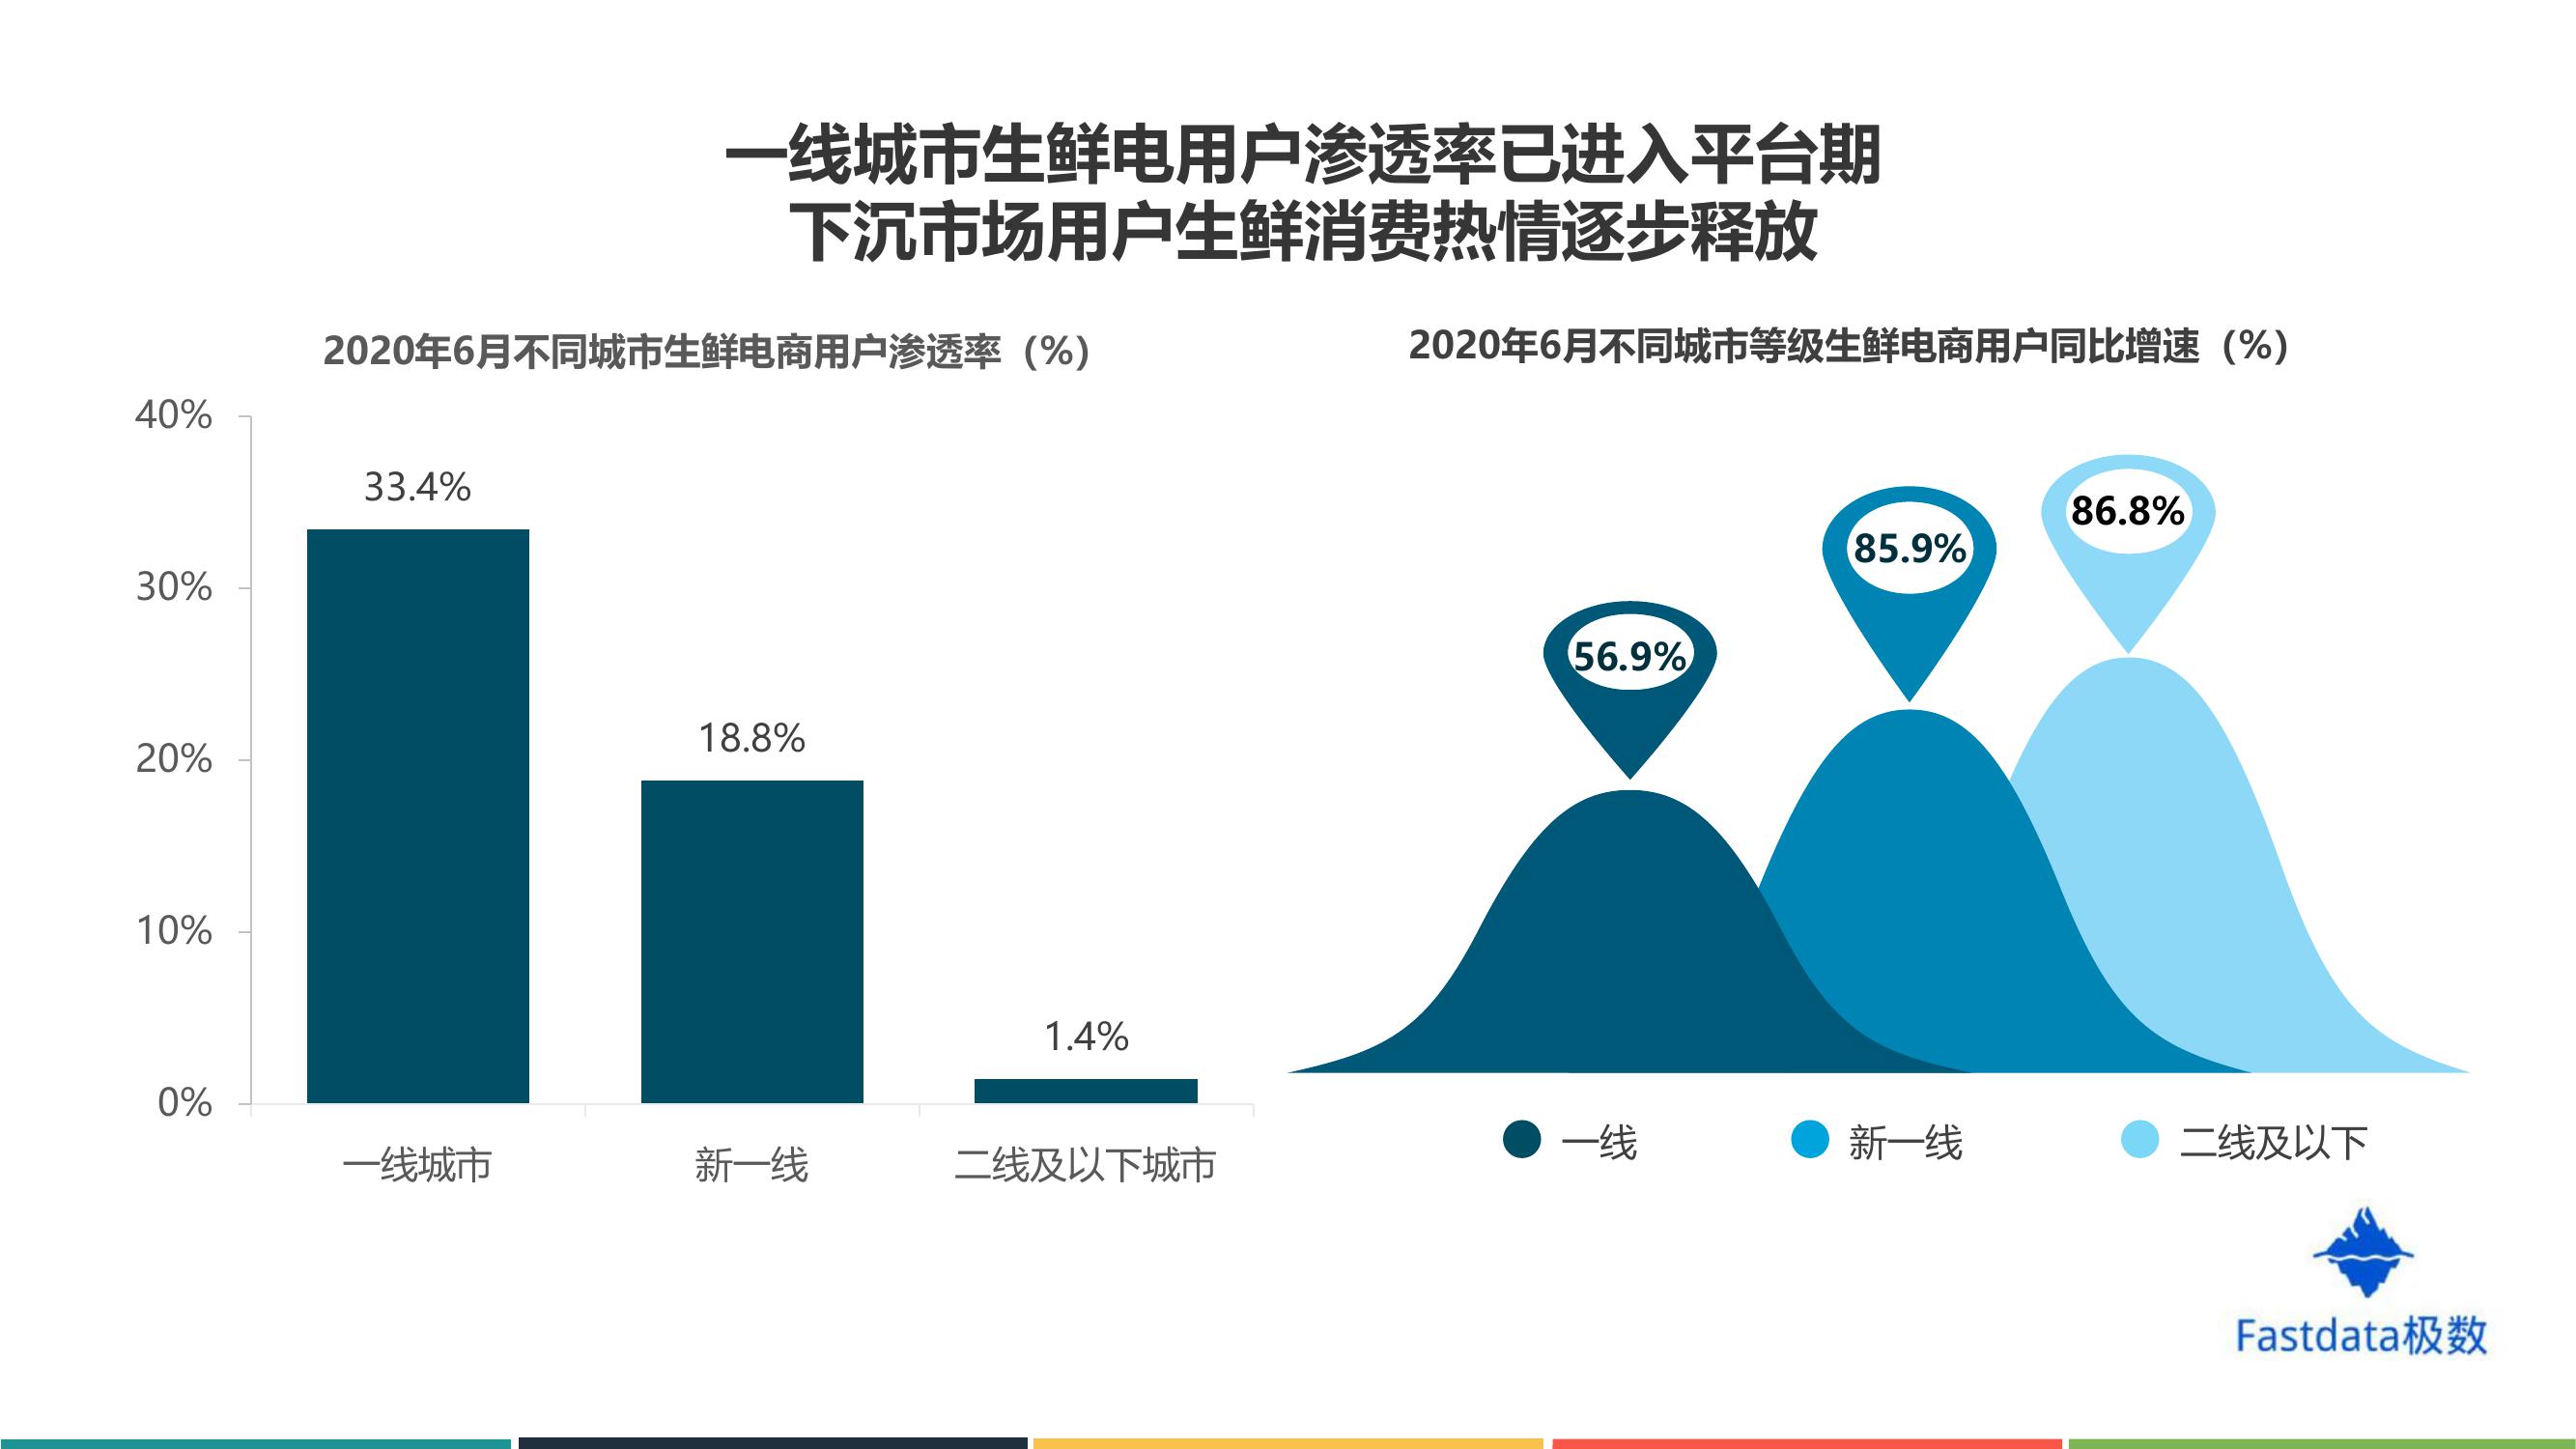 一线城市生鲜电用户渗透率已进入平台期
下沉市场用户生鲜消费热情逐步释放
2020年6月不同城市生鲜电商用户渗透率（%）
40%
30%
20%
10%
0%
33.4%
18.8%
1.4%
一线城市
新一线
二线及以下城市
2020年6月不同城市等级生鲜电商用户同比增速（%）
56.9%
85.9%
86.8%
一线
新一线
二线及以下
Fastdata极数